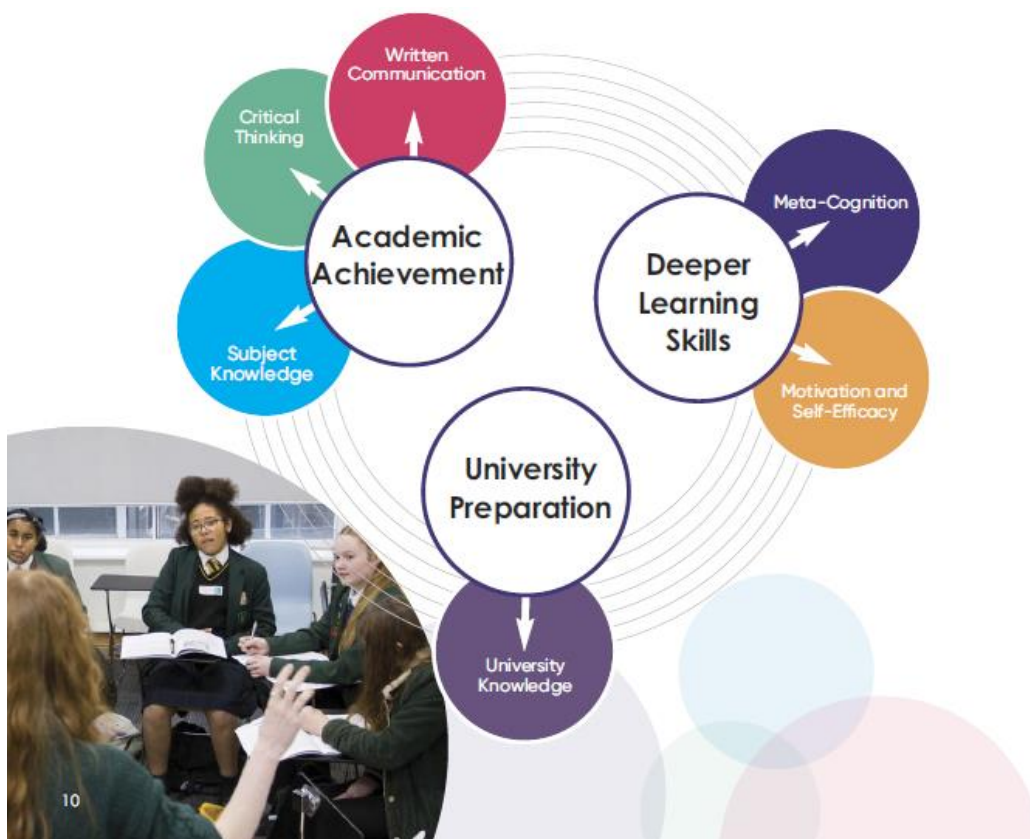 Written
Communication
Critical
Thinking
Academic
Achievement
Subject
Knowledge
Meta-Cognition
Deeper
Learning
Skills
Motivation and
Self-Efficacy
University
Preparation
University
Knowledge
10